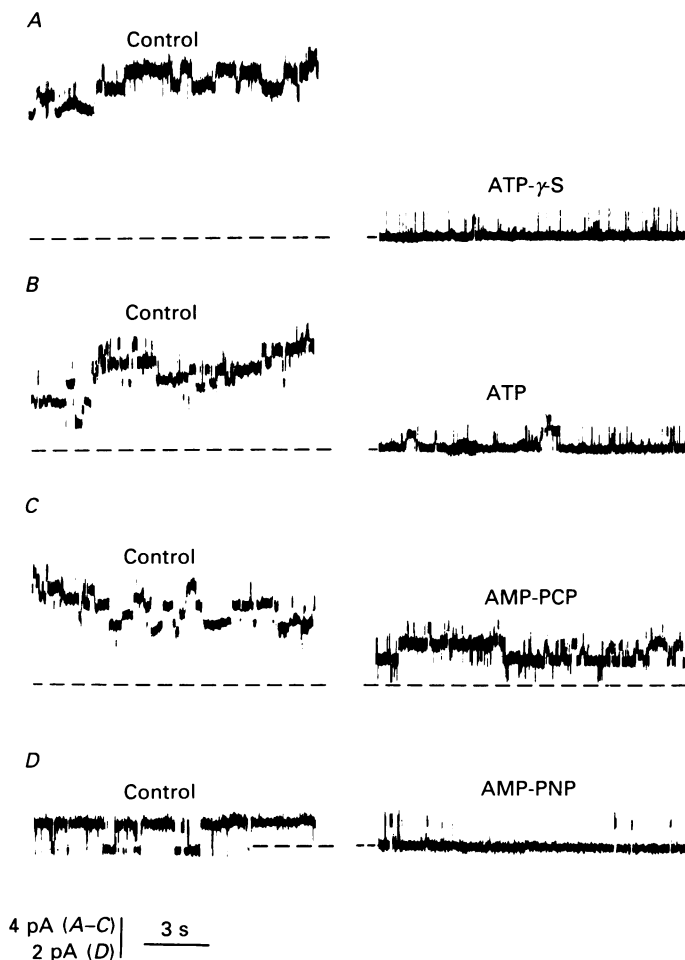 A
Control
ATP-γ-S
B
Control
ATP
C
Control
AMP-PCP
D
Control
AMP-PNP
4 pA (A–C)
2 pA (D)
3 s